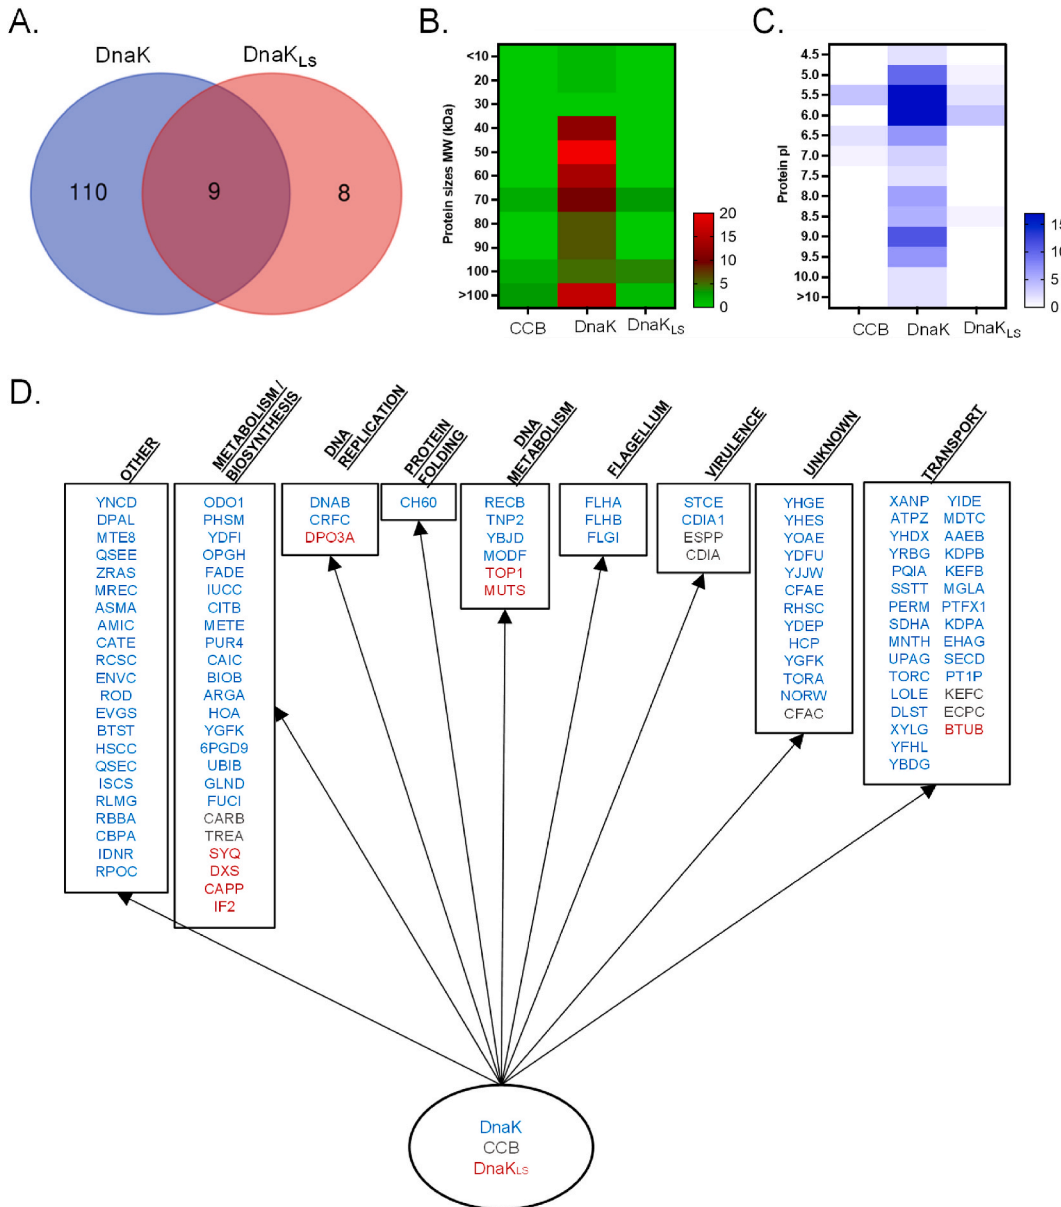 A.
DnaK
DnaKLS
110
9
8
B.
Protein sizes MW (kDa)
<10
20
30
40
50
60
70
80
90
100
>100
CCB
DnaK
DnaKLS
20
15
10
5
0
C.
Protein pI
4.5
5.0
5.5
6.0
6.5
7.0
7.5
8.0
8.5
9.0
9.5
10.0
>10
CCB
DnaK
DnaKLS
15
10
5
0
D.
OTHER
YNCD
DPAL
MTE8
QSEE
ZRAS
MREC
ASMA
AMIC
CATE
RCSC
ENVC
ROD
EVGS
BTST
HSCC
QSEC
ISCS
RLMG
RBBA
CBPA
IDNR
RPOC
METABOLISM /
BIOSYNTHESIS
ODO1
PHSM
YDFI
OPGH
FADE
IUCC
CITB
METE
PUR4
CAIC
BIOB
ARGA
HOA
YGFK
6PGD9
UBIB
GLND
FUCI
CARB
TREA
SYQ
DXS
CAPP
IF2
DNA
REPLICATION
DNAB
CRFC
DPO3A
PROTEIN
FOLDING
CH60
DNA
METABOLISM
RECB
TNP2
YBJD
MODF
TOP1
MUTS
FLAGELLUM
FLHA
FLHB
FLGI
VIRULENCE
STCE
CDIA1
ESPP
CDIA
UNKNOWN
YHGE
YHES
YOAE
YDFU
YJJW
CFAE
RHSC
YDEP
HCP
YGFK
TORA
NORW
CFAC
TRANSPORT
XANP YIDE
ATPZ MDTC
YHDX AAEB
YRBG KDPB
PQIA KEFB
SSTT MGLA
PERM PTFX1
SDHA KDPA
MNTH EHAG
UPAG SECD
TORC PT1P
LOLE KEFC
DLST ECPC
XYLG BTUB
YFHL
YBDG
DnaK
CCB
DnaKLS